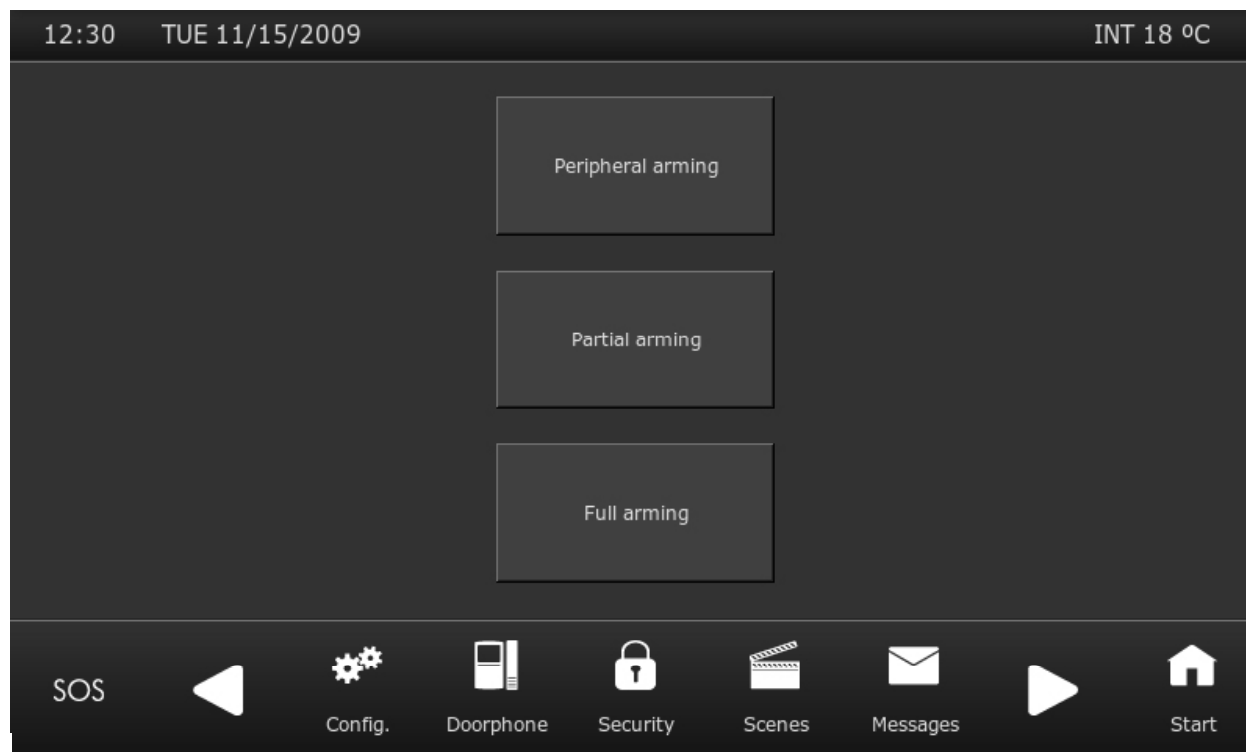 12:30 TUE 11/15/2009 INT 18 ºC
Peripheral arming
Partial arming
Full arming
SOS
Config. Doorphone Security Scenes Messages Start